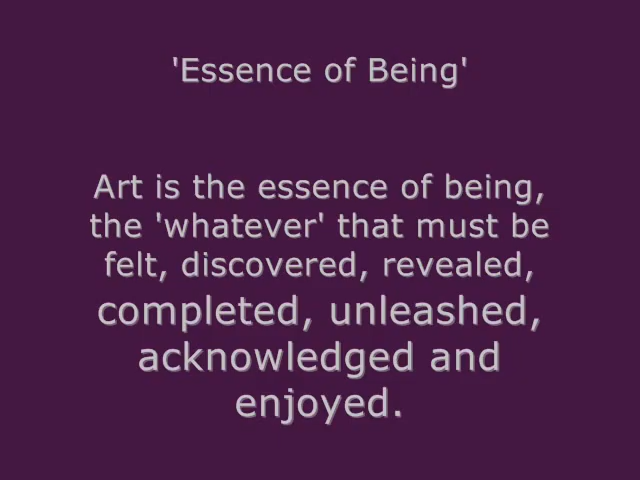 'Essence of Being'
Art is the essence of being,
the 'whatever' that must be
felt, discovered, revealed,
completed, unleashed,
acknowledged and
enjoyed.